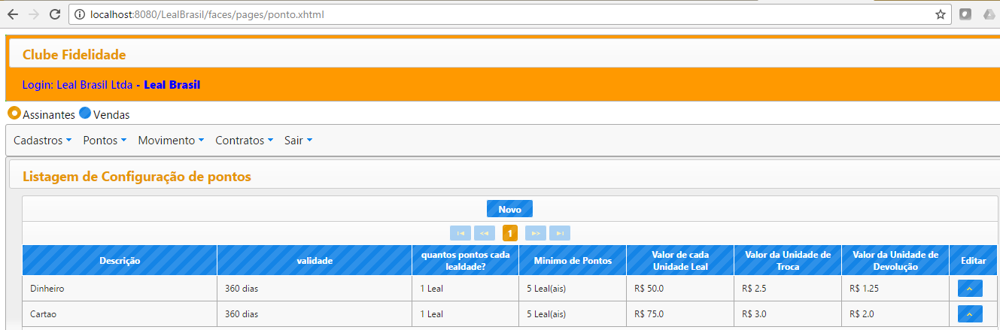 localhost:8080/LealBrasil/faces/pages/ponto.xhtml
Clube Fidelidade
Login: Leal Brasil Ltda - Leal Brasil
Assinantes Vendas
Cadastros Pontos Movimento Contratos Sair
Listagem de Configuração de pontos
Novo
1
Descrição validade quantos pontos cada lealdade? Minimo de Pontos Valor de cada Unidade Leal Valor da Unidade de Troca Valor da Unidade de Devolução Editar
Dinheiro 360 dias 1 Leal 5 Leal(ais) R$ 50.0 R$ 2.5 R$ 1.25
Cartao 360 dias 1 Leal 5 Leal(ais) R$ 75.0 R$ 3.0 R$ 2.0